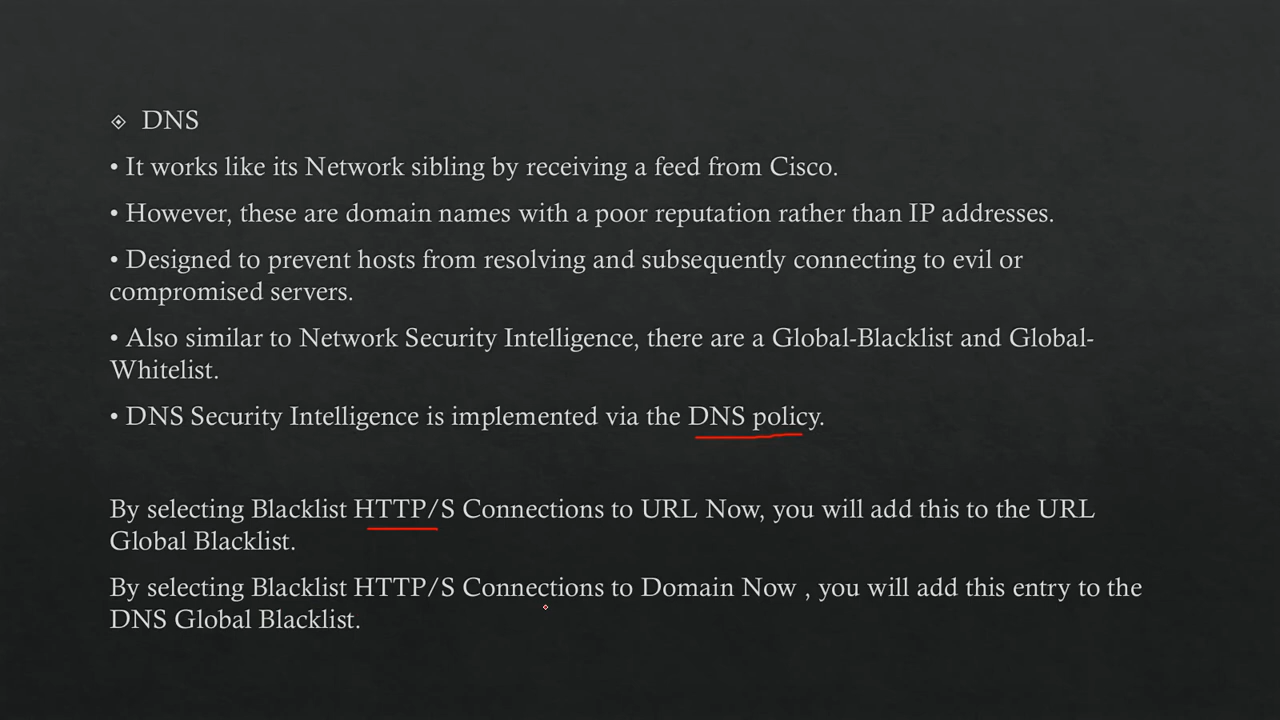 DNS
• It works like its Network sibling by receiving a feed from Cisco.
• However, these are domain names with a poor reputation rather than IP addresses.
• Designed to prevent hosts from resolving and subsequently connecting to evil or
compromised servers.
• Also similar to Network Security Intelligence, there are a Global-Blacklist and Global-
Whitelist.
• DNS Security Intelligence is implemented via the DNS policy.
By selecting Blacklist HTTP/S Connections to URL Now, you will add this to the URL
Global Blacklist.
By selecting Blacklist HTTP/S Connections to Domain Now , you will add this entry to the
DNS Global Blacklist.